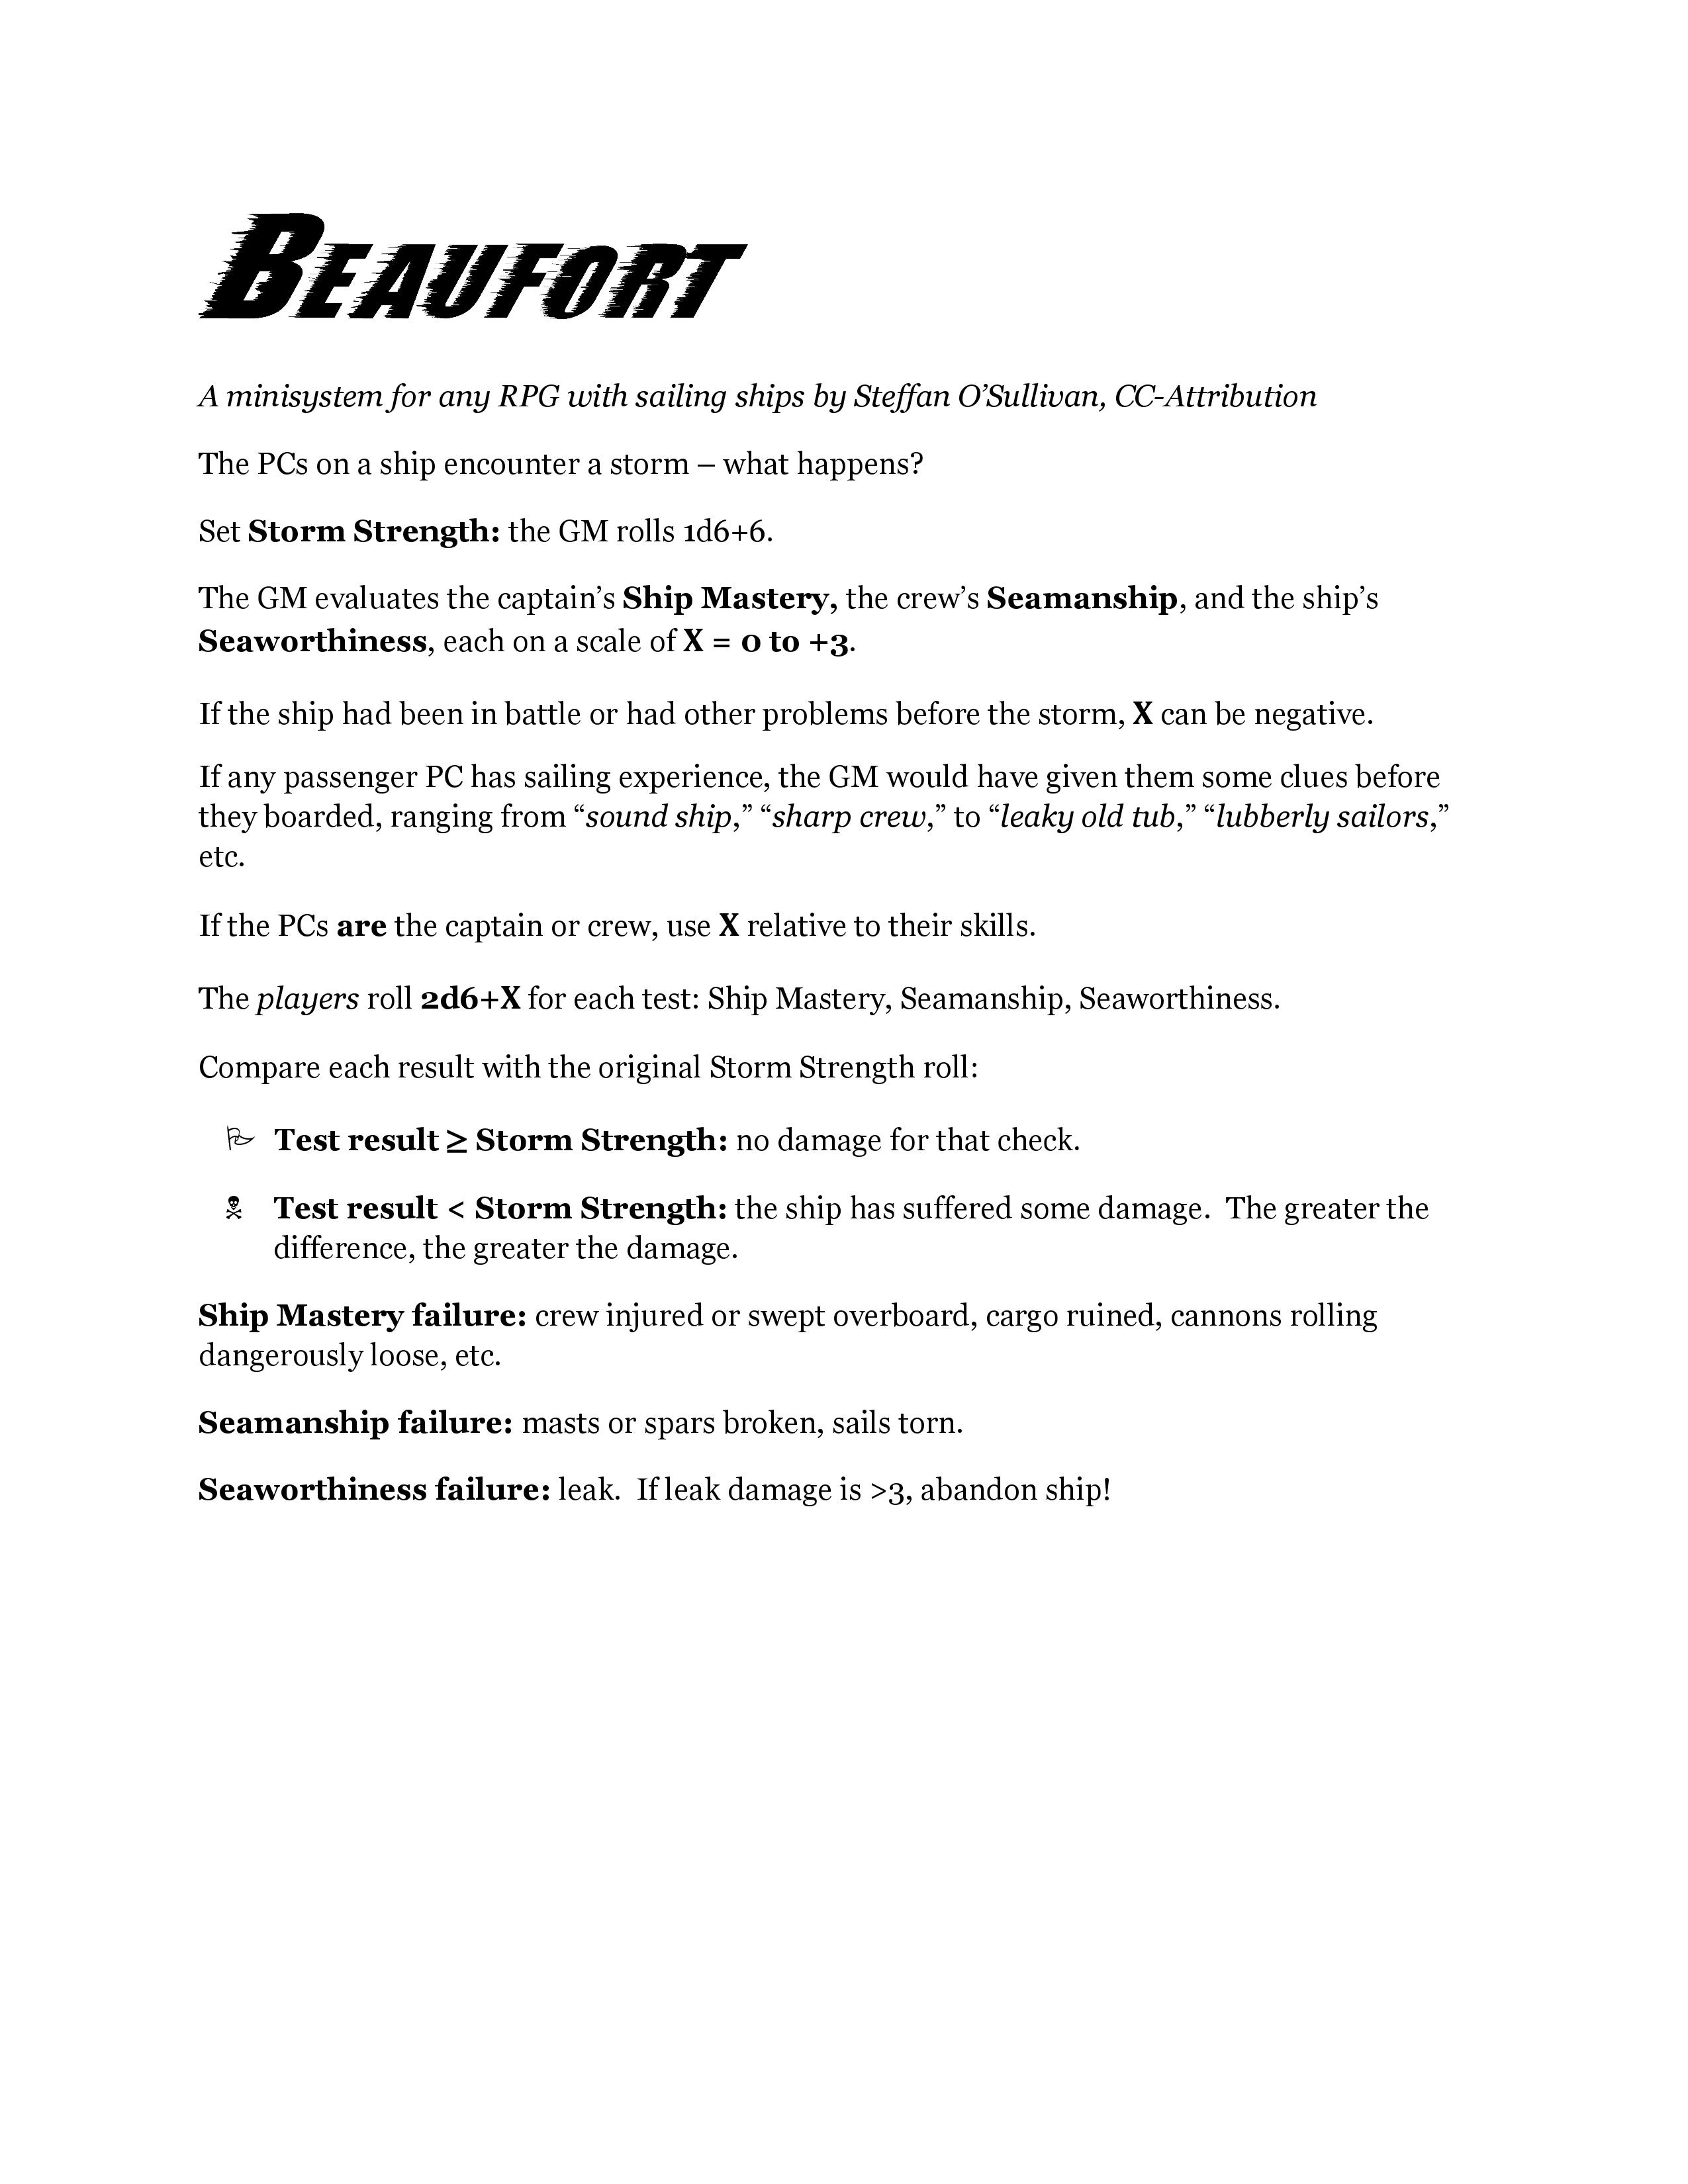 BEAUFORT
A minisystem for any RPG with sailing ships by Steffan O’Sullivan, CC-Attribution
The PCs on a ship encounter a storm – what happens?
Set Storm Strength: the GM rolls 1d6+6.
The GM evaluates the captain’s Ship Mastery, the crew’s Seamanship, and the ship’s
Seaworthiness, each on a scale of X = 0 to +3.
If the ship had been in battle or had other problems before the storm, X can be negative.
If any passenger PC has sailing experience, the GM would have given them some clues before
they boarded, ranging from “sound ship,” “sharp crew,” to “leaky old tub,” “lubberly sailors,”
etc.
If the PCs are the captain or crew, use X relative to their skills.
The players roll 2d6+X for each test: Ship Mastery, Seamanship, Seaworthiness.
Compare each result with the original Storm Strength roll:
Test result ≥ Storm Strength: no damage for that check.
☠ Test result < Storm Strength: the ship has suffered some damage.  The greater the
difference, the greater the damage.
Ship Mastery failure: crew injured or swept overboard, cargo ruined, cannons rolling
dangerously loose, etc.
Seamanship failure: masts or spars broken, sails torn.
Seaworthiness failure: leak.  If leak damage is >3, abandon ship!